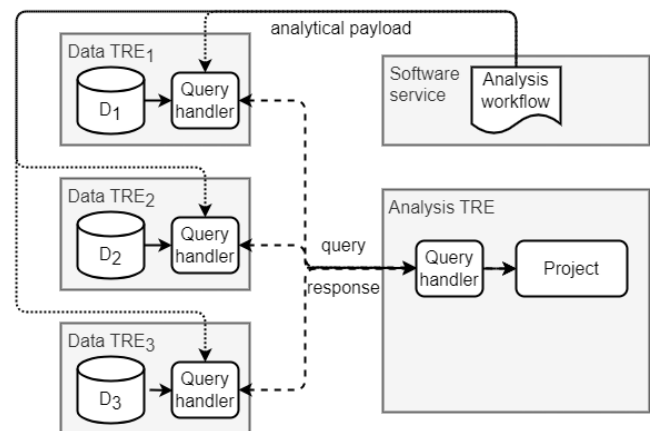 analytical payload
Data TRE1
D1
Query
handler
Software
service
Analysis
workflow
Data TRE2
D2
Query
handler
query
response
Analysis TRE
Query
handler
Project
Data TRE3
D3
Query
handler